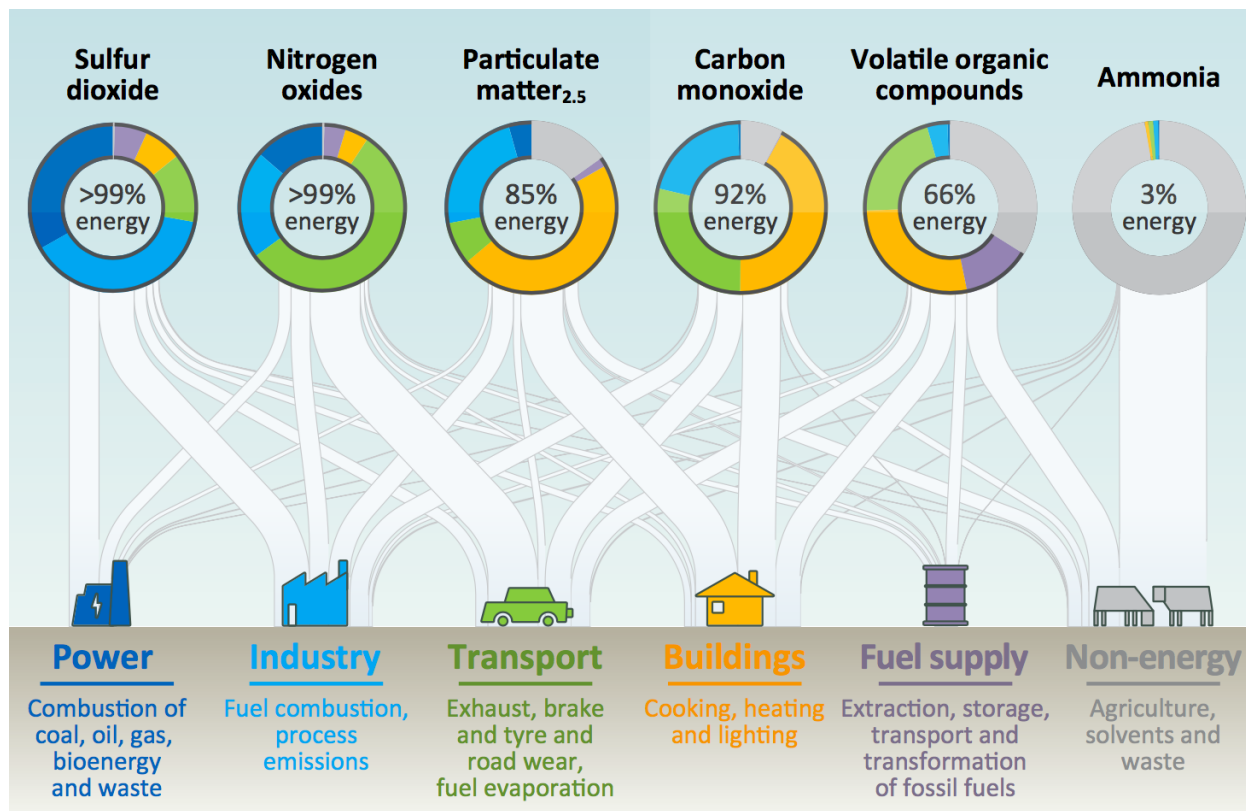 Sulfur
dioxide
Nitrogen
oxides
Particulate
matter2.5
Carbon
monoxide
Volatile organic
compounds
Ammonia
>99%
energy
>99%
energy
85%
energy
92%
energy
66%
energy
3%
energy
Power
Combustion of
coal, oil, gas,
bioenergy
and waste
Industry
Fuel combustion,
process
emissions
Transport
Exhaust, brake
and tyre and
road wear,
fuel evaporation
Buildings
Cooking, heating
and lighting
Fuel supply
Extraction, storage,
transport and
transformation
of fossil fuels
Non-energy
Agriculture,
solvents and
waste